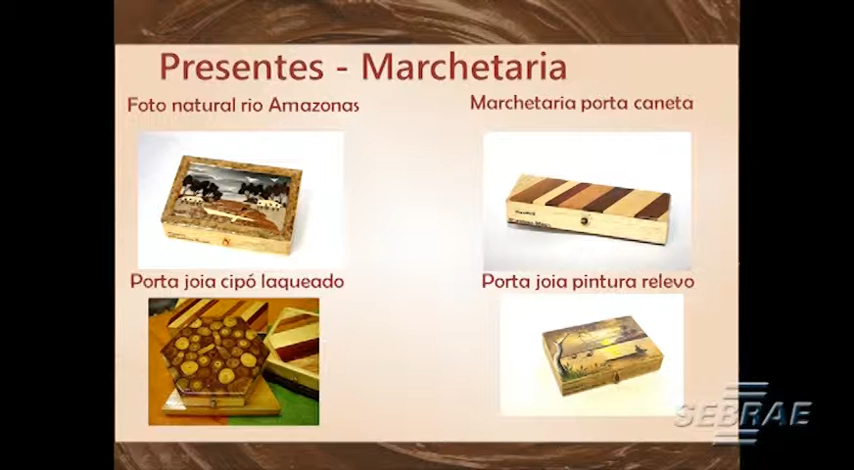 Presentes - Marchetaria
Foto natural rio Amazonas
Marchetaria porta caneta
Porta joia cipó laqueado
Porta joia pintura relevo
SEBRAE